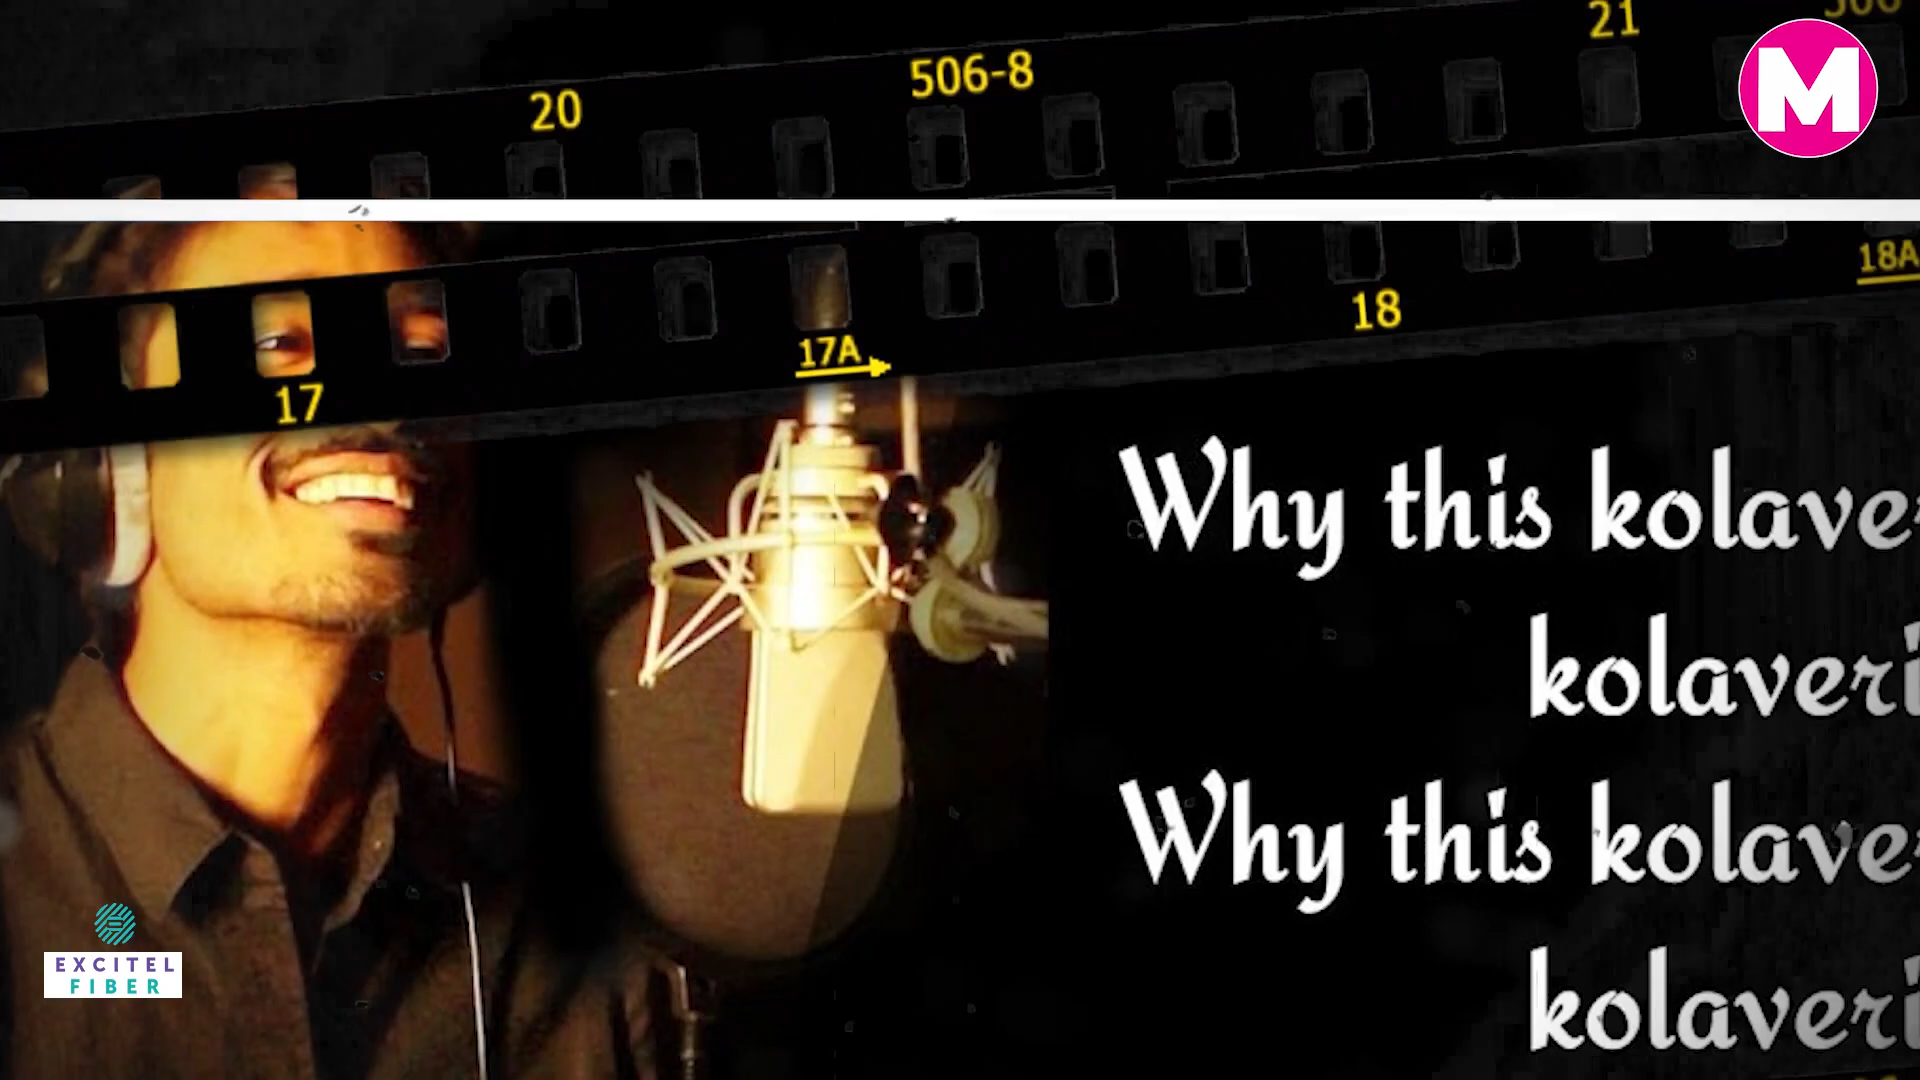 21
506-8
20
M
18A
18
17A
17
Why this kolave
kolaveri
Why this kolave
kolaveri
EXCITEL
FIBER